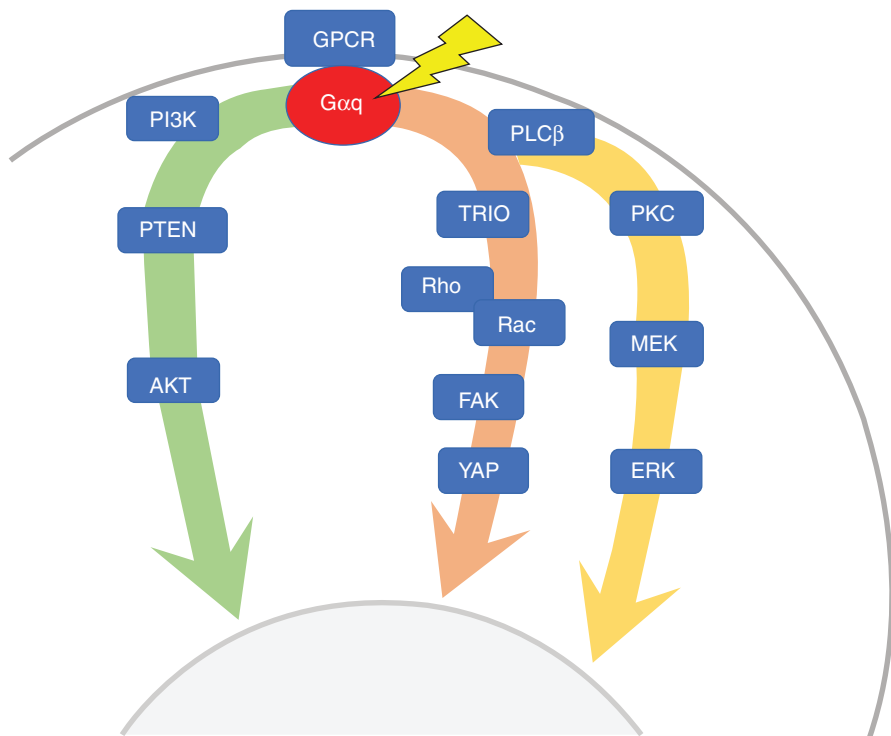 GPCR
Gαq
PI3K
PTEN
AKT
TRIO
Rho
Rac
FAK
YAP
PLCβ
PKC
MEK
ERK